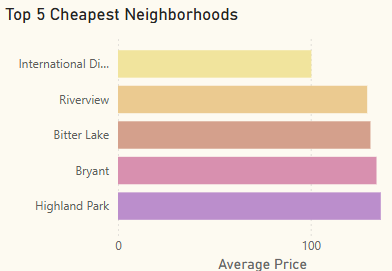 Top 5 Cheapest Neighborhoods
International Di...
Riverview
Bitter Lake
Bryant
Highland Park
0 100
Average Price